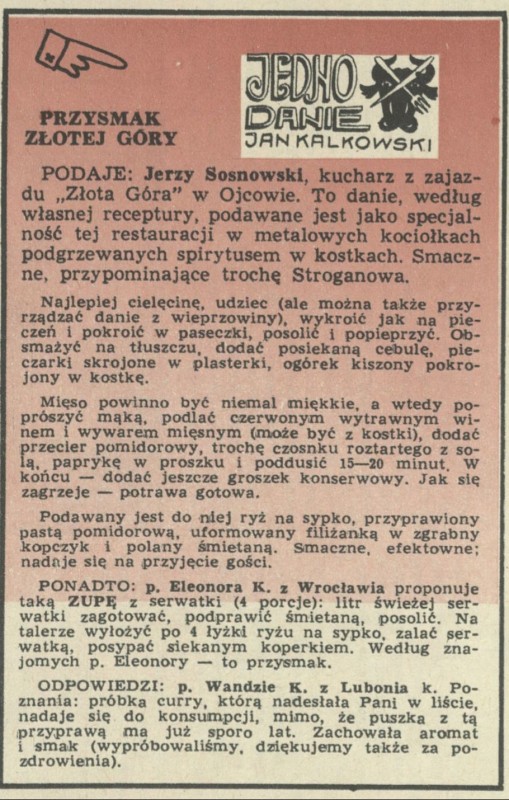 JEDNO
DANIE
JAN KALKOWSKI
PRZYSMAK
ZŁOTEJ GÓRY
PODAJE: Jerzy Sosnowski, kucharz z zajaz-
du „Złota Góra" w Ojcowie. To danie, według
własnej receptury, podawane jest jako specjal-
ność tej restauracji w metalowych kociołkach
podgrzewanych spirytusem w kostkach. Smacz-
ne, przypominające trochę Stroganowa.
Najlepiej cielęcinę, udziec (ale można także przy-
rządzać danie z wieprzowiny), wykroić jak na pie-
czeń i pokroić w paseczki, posolić i popieprzyć. Ob-
smażyć na tłuszczu, dodać posiekaną cebulę, pie-
czarki skrojone w plasterki, ogórek kiszony pokro-
jony w kostkę.
Mięso powinno być niemal miękkie, a wtedy po-
prószyć mąką, podlać czerwonym wytrawnym wi-
nem i wywarem mięsnym (może być z kostki), dodać
przecier pomidorowy, trochę czosnku roztartego z so-
lą, paprykę w proszku i poddusić 15—20 minut. W
końcu — dodać jeszcze groszek konserwowy. Jak się
zagrzeje — potrawa gotowa.
Podawany jest do niej ryż na sypko, przyprawiony
pastą pomidorową, uformowany filiżanką w zgrabny
kopczyk i polany śmietaną. Smaczne, efektowne;
nadaje się na przyjęcie gości.
PONADTO: p. Eleonora K. z Wrocławia proponuje
taką ZUPĘ z serwatki (4 porcje): litr świeżej ser-
watki zagotować, podprawić śmietaną, posolić. Na
talerze wyłożyć po 4 łyżki ryżu na sypko, zalać ser-
watką, posypać siekanym koperkiem. Według zna-
jomych p. Eleonory — to przysmak.
ODPOWIEDZI: p. Wandzie K. z Lubonia k. Po-
znania: próbka curry, którą nadesłała Pani w liście,
nadaje się do konsumpcji, mimo, że puszka z tą
przyprawą ma już sporo lat. Zachowała aromat
i smak (wypróbowaliśmy, dziękujemy także za po-
zdrowienia).